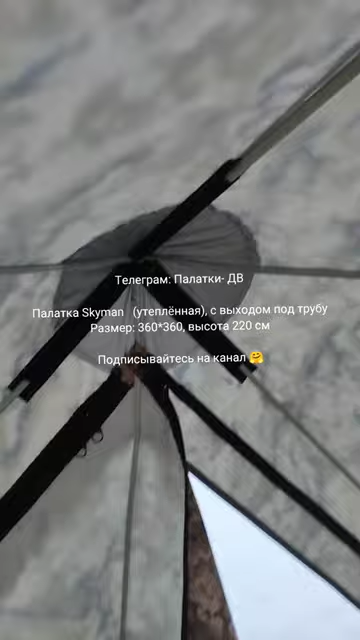 Телеграм: Палатки- ДВ
Палатка Skyman (утеплённая), с выходом под трубу
Размер: 360*360, высота 220 см
Подписывайтесь на канал 🤗